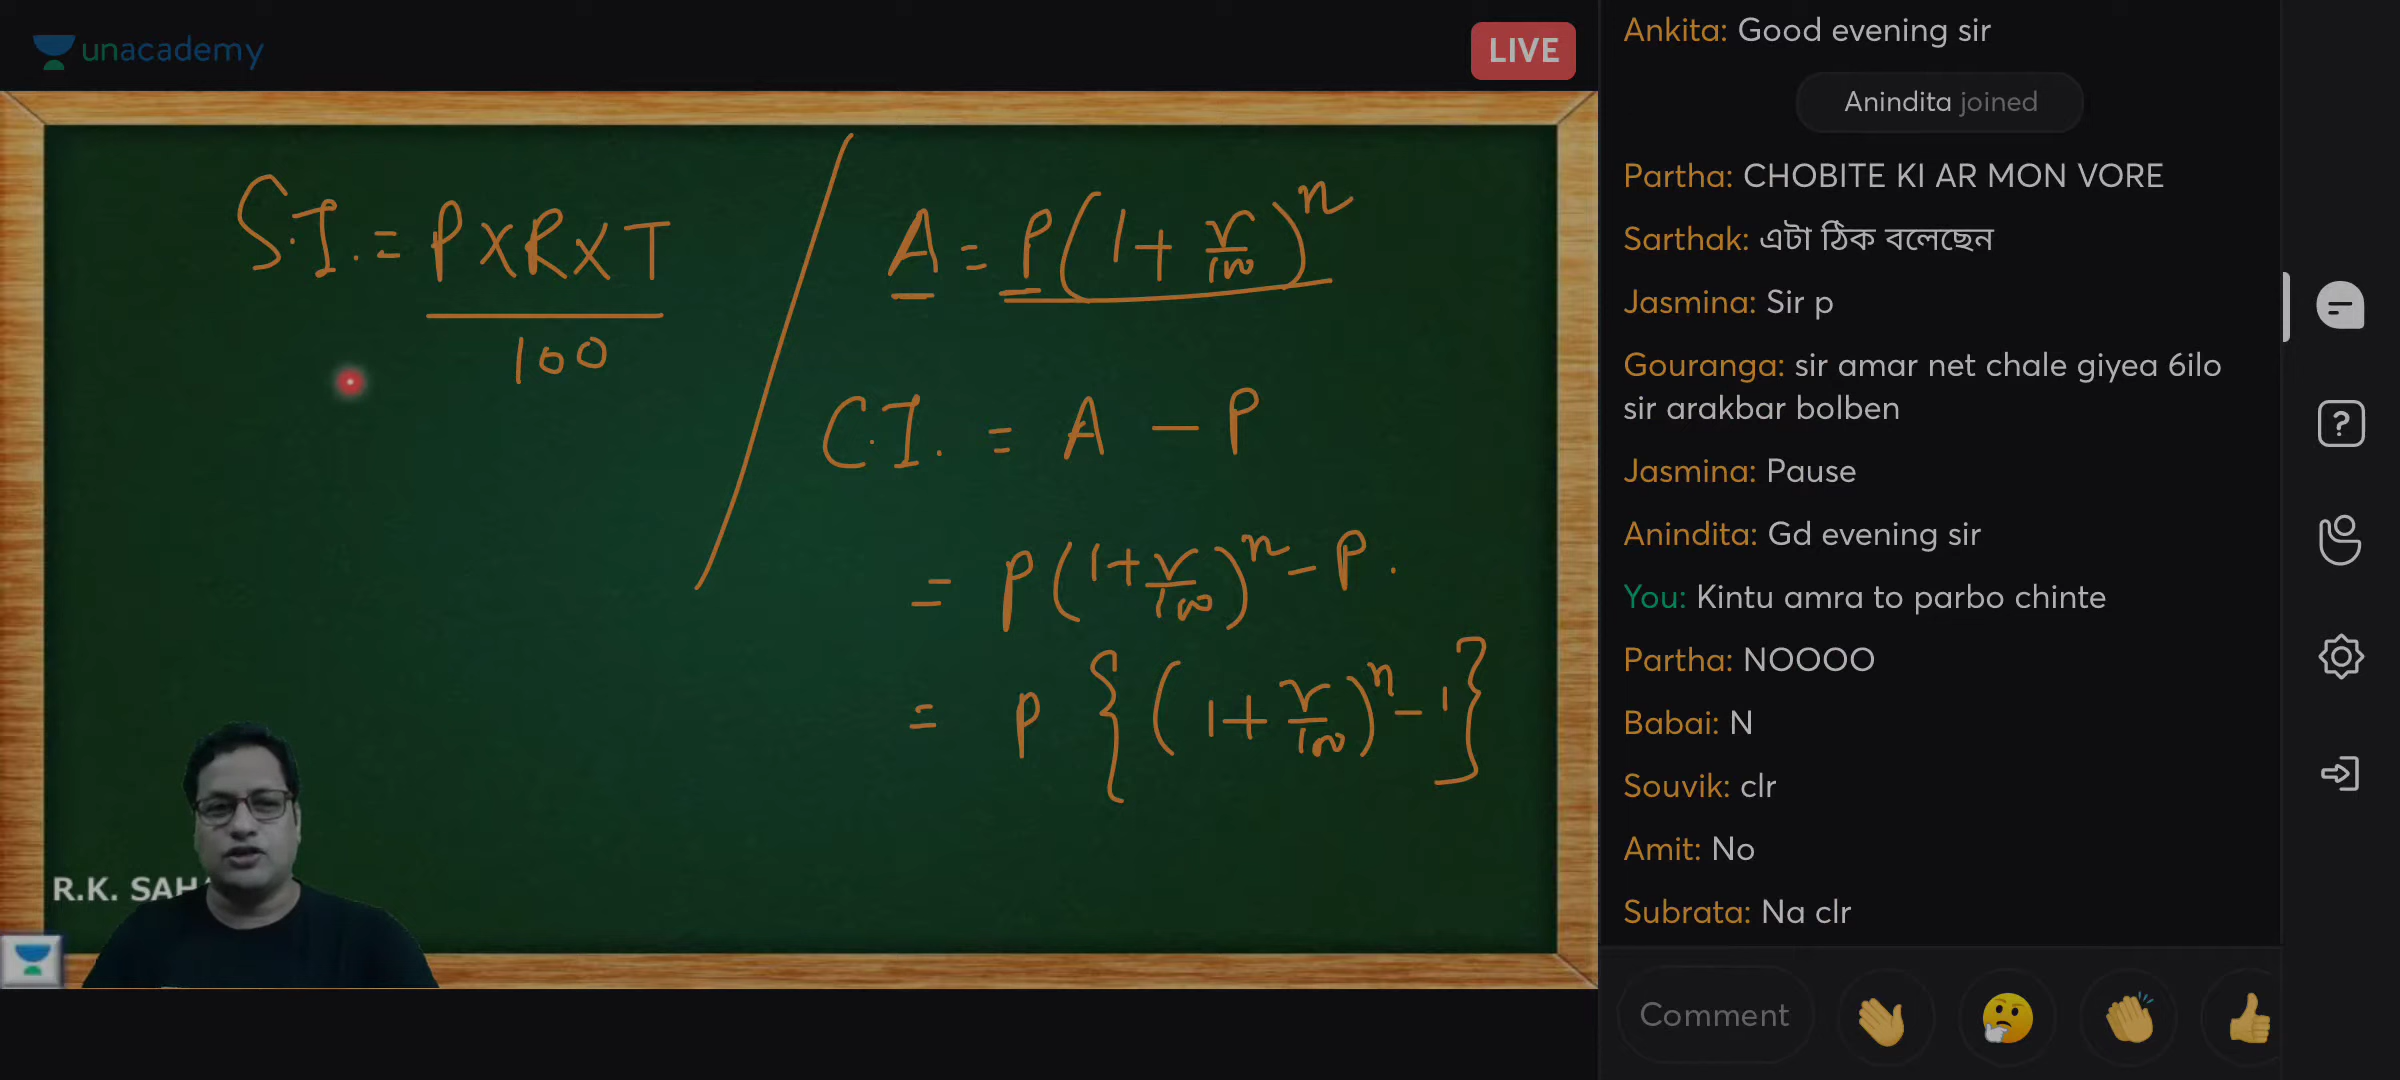 unacademy
LIVE
S.I. = P X R X T / 100
A = P(1 + r/100)^n
C.I. = A - P
= P(1 + r/100)^n - P.
= P {(1 + r/100)^n - 1}
R.K. SAH
Ankita: Good evening sir
Anindita joined
Partha: CHOBITE KI AR MON VORE
Sarthak: এটা ঠিক বলেছেন
Jasmina: Sir p
Gouranga: sir amar net chale giyea 6ilo
sir arakbar bolben
Jasmina: Pause
Anindita: Gd evening sir
You: Kintu amra to parbo chinte
Partha: NOOOO
Babai: N
Souvik: clr
Amit: No
Subrata: Na clr
Comment